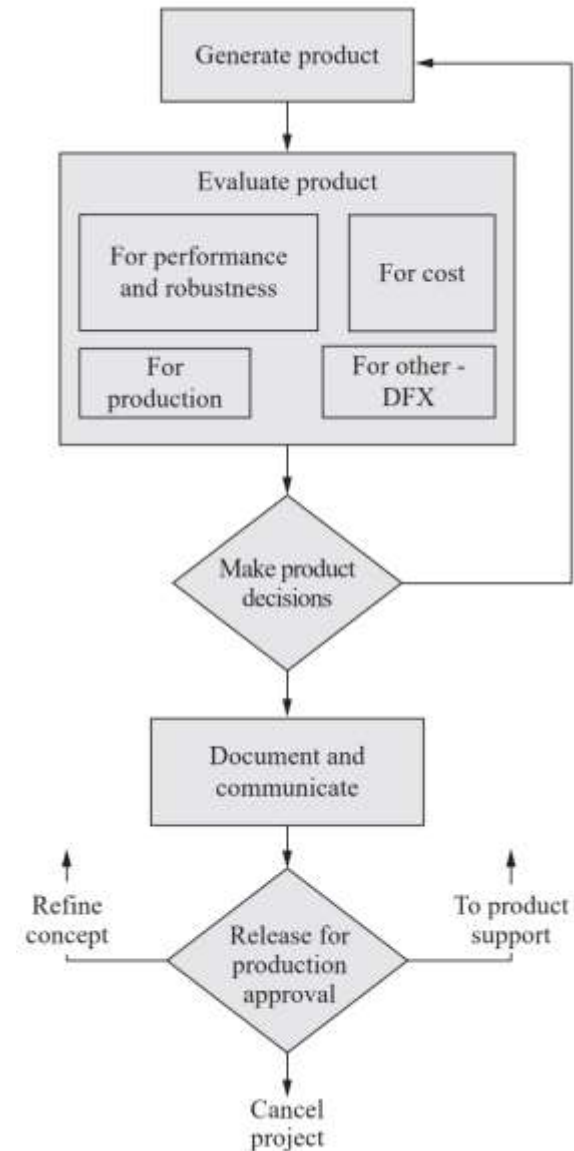 Generate product
Evaluate product
For performance
and robustness
For cost
For
production
For other -
DFX
Make product
decisions
Document and
communicate
Refine
concept
To product
support
Release for
production
approval
Cancel
project